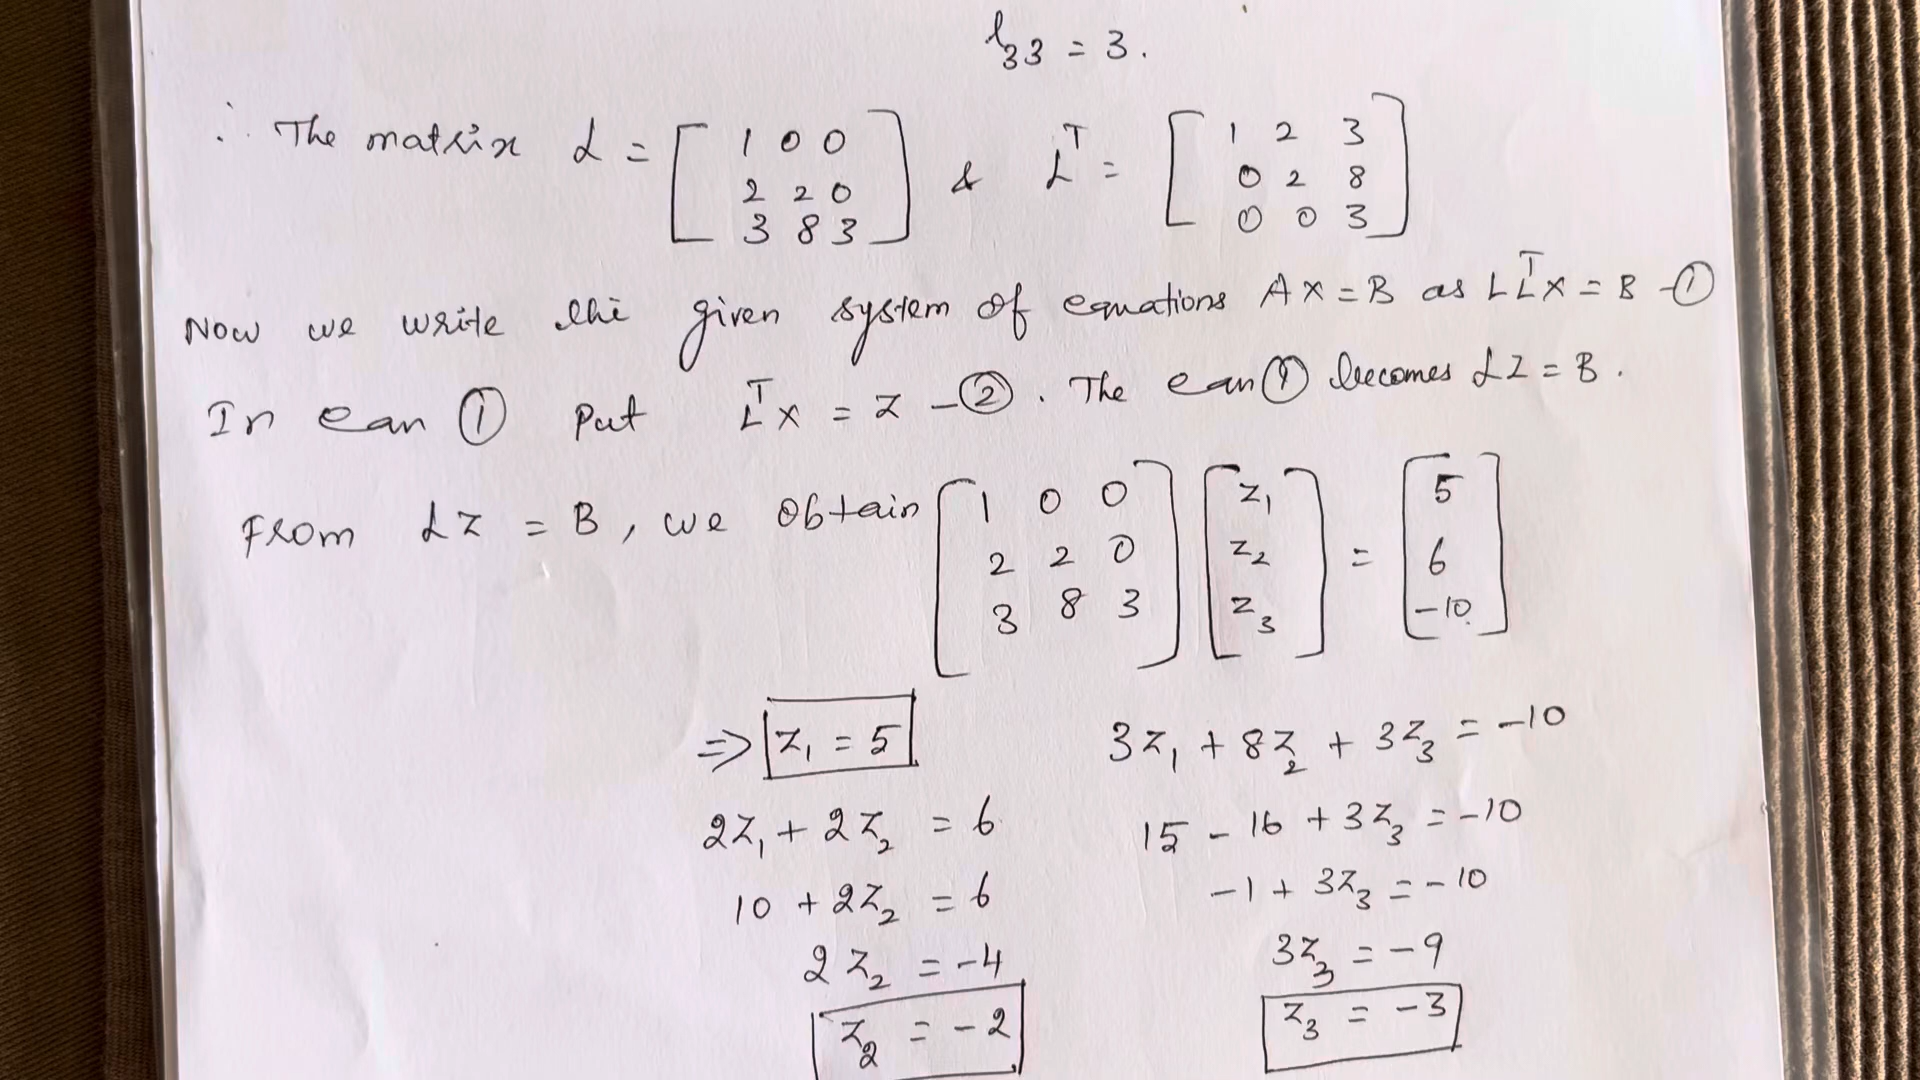 l₃₃ = 3.
∴ The matrix L = [ 1 0 0 ; 2 2 0 ; 3 8 3 ] & Lᵀ = [ 1 2 3 ; 0 2 8 ; 0 0 3 ]
Now we write the given system of equations AX = B as LLᵀX = B - ①
In eqn ① Put LᵀX = Z - ②. The eqn ① becomes LZ = B.
From LZ = B, we obtain [ 1 0 0 ; 2 2 0 ; 3 8 3 ] [ z₁ ; z₂ ; z₃ ] = [ 5 ; 6 ; -10 ]
⇒ z₁ = 5
2z₁ + 2z₂ = 6
10 + 2z₂ = 6
2z₂ = -4
z₂ = -2
3z₁ + 8z₂ + 3z₃ = -10
15 - 16 + 3z₃ = -10
-1 + 3z₃ = -10
3z₃ = -9
z₃ = -3